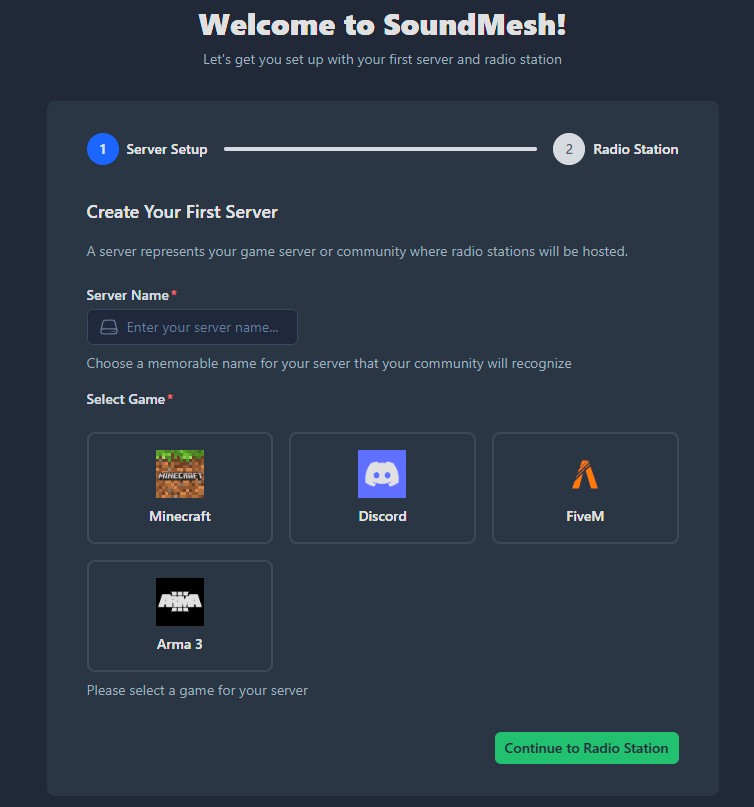 Welcome to SoundMesh!
Let's get you set up with your first server and radio station
1 Server Setup 2 Radio Station
Create Your First Server
A server represents your game server or community where radio stations will be hosted.
Server Name*
Enter your server name...
Choose a memorable name for your server that your community will recognize
Select Game*
MINECRAFT
Minecraft Discord FiveM
ARMA III
Arma 3
Please select a game for your server
Continue to Radio Station